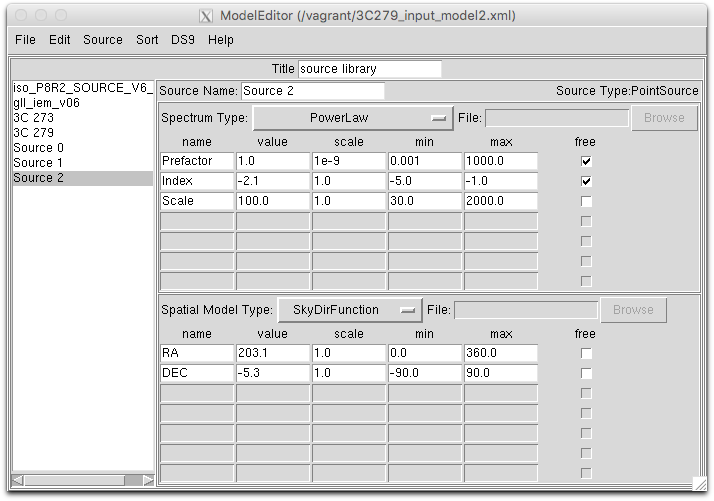 ModelEditor (/vagrant/3C279_input_model2.xml)
File Edit Source Sort DS9 Help
Title source library
iso_P8R2_SOURCE_V6_
gll_iem_v06
3C 273
3C 279
Source 0
Source 1
Source 2
Source Name: Source 2 Source Type:PointSource
Spectrum Type: PowerLaw File: Browse
name value scale min max free
Prefactor 1.0 1e-9 0.001 1000.0
Index -2.1 1.0 -5.0 -1.0
Scale 100.0 1.0 30.0 2000.0
Spatial Model Type: SkyDirFunction File: Browse
name value scale min max free
RA 203.1 1.0 0.0 360.0
DEC -5.3 1.0 -90.0 90.0